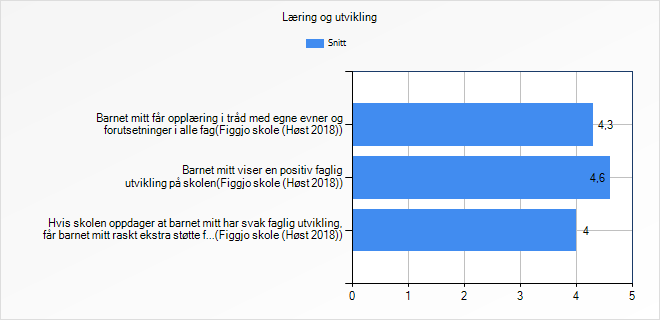 Læring og utvikling
Snitt
Barnet mitt får opplæring i tråd med egne evner og
forutsetninger i alle fag(Figgjo skole (Høst 2018))
4,3
Barnet mitt viser en positiv faglig
utvikling på skolen(Figgjo skole (Høst 2018))
4,6
Hvis skolen oppdager at barnet mitt har svak faglig utvikling,
får barnet mitt raskt ekstra støtte f...(Figgjo skole (Høst 2018))
4
0 1 2 3 4 5